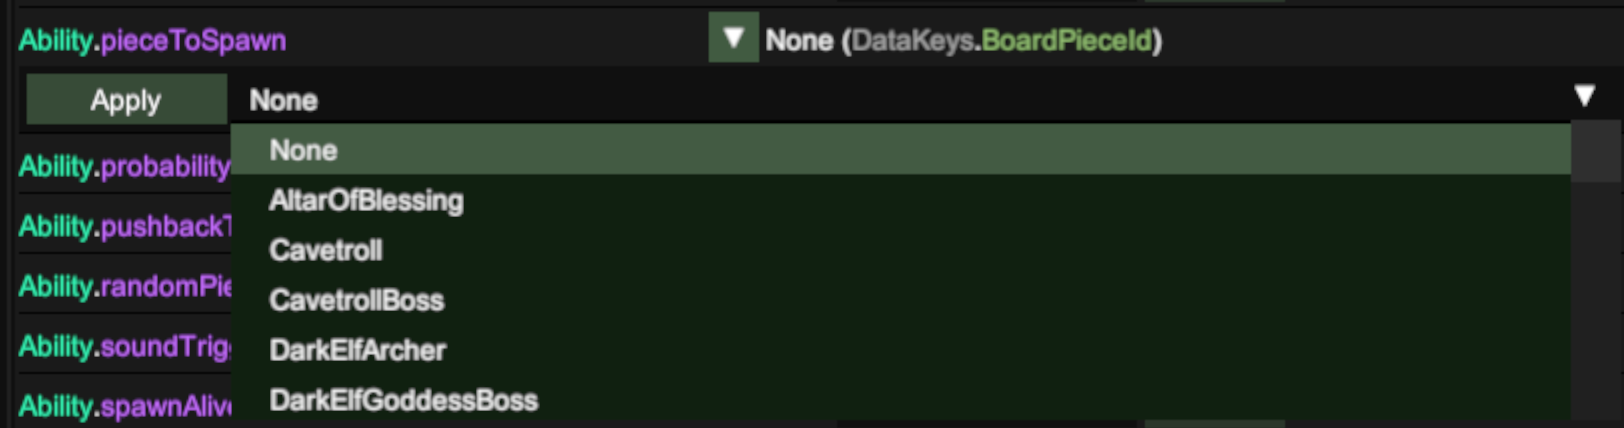 Ability.pieceToSpawn ▼ None (DataKeys.BoardPieceId)
Apply None ▼
None
Ability.probability
AltarOfBlessing
Ability.pushbackT
Cavetroll
Ability.randomPie
CavetrollBoss
Ability.soundTrig
DarkElfArcher
Ability.spawnAlive
DarkElfGoddessBoss